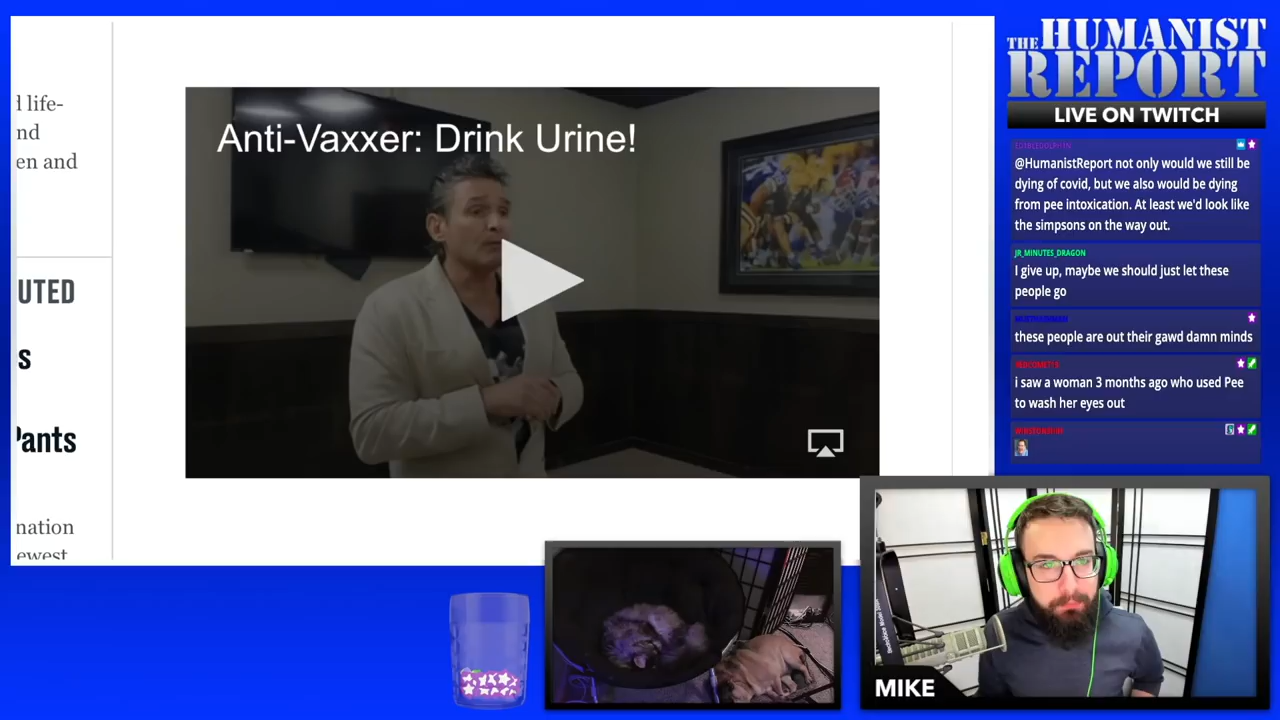 d life-
nd
en and
UTED
s
Pants
nation
ewest
Anti-Vaxxer: Drink Urine!
THE HUMANIST
REPORT
LIVE ON TWITCH
@HumanistReport not only would we still be
dying of covid, but we also would be dying
from pee intoxication. At least we'd look like
the simpsons on the way out.
JR_MINUTES_DRAGON
I give up, maybe we should just let these
people go
these people are out their gawd damn minds
i saw a woman 3 months ago who used Pee
to wash her eyes out
MIKE